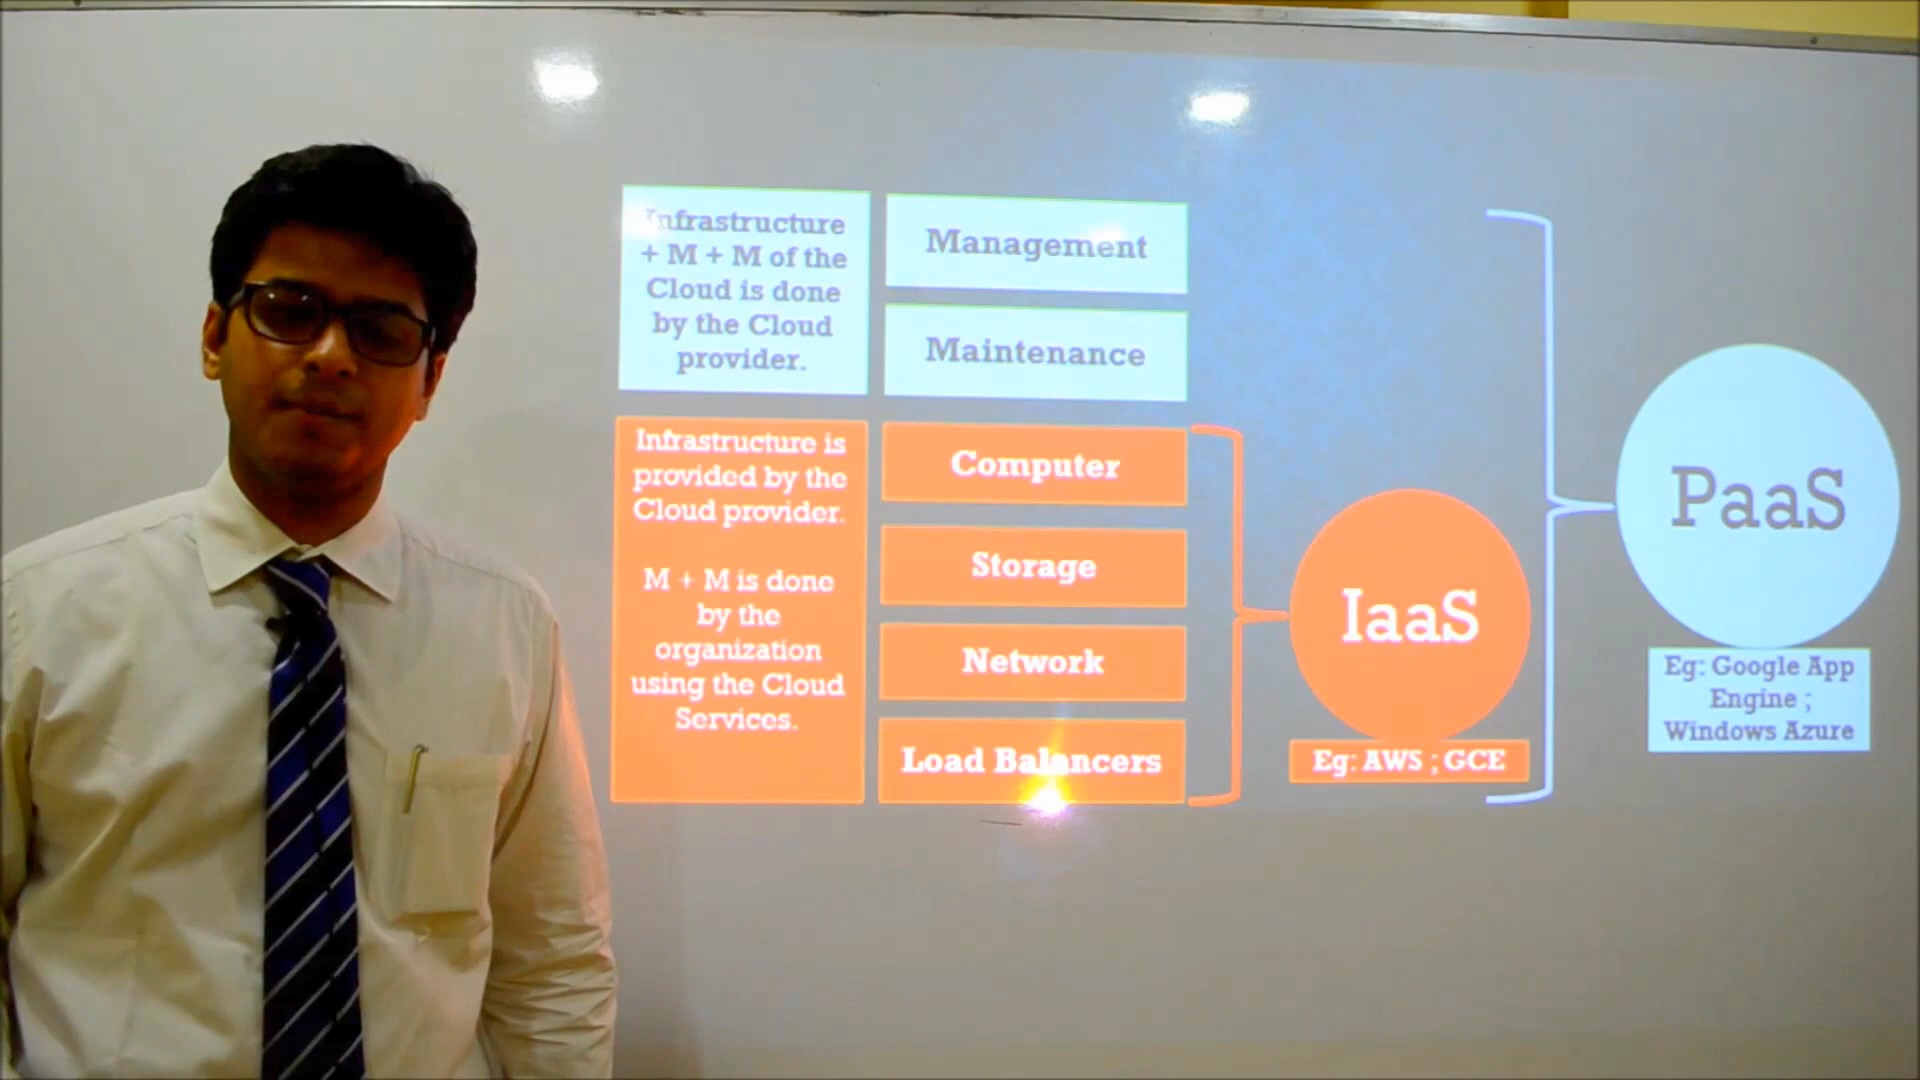 Infrastructure
+ M + M of the
Cloud is done
by the Cloud
provider.
Management
Maintenance
Infrastructure is
provided by the
Cloud provider.
M + M is done
by the
organization
using the Cloud
Services.
Computer
Storage
Network
Load Balancers
IaaS
Eg: AWS ; GCE
PaaS
Eg: Google App
Engine ;
Windows Azure